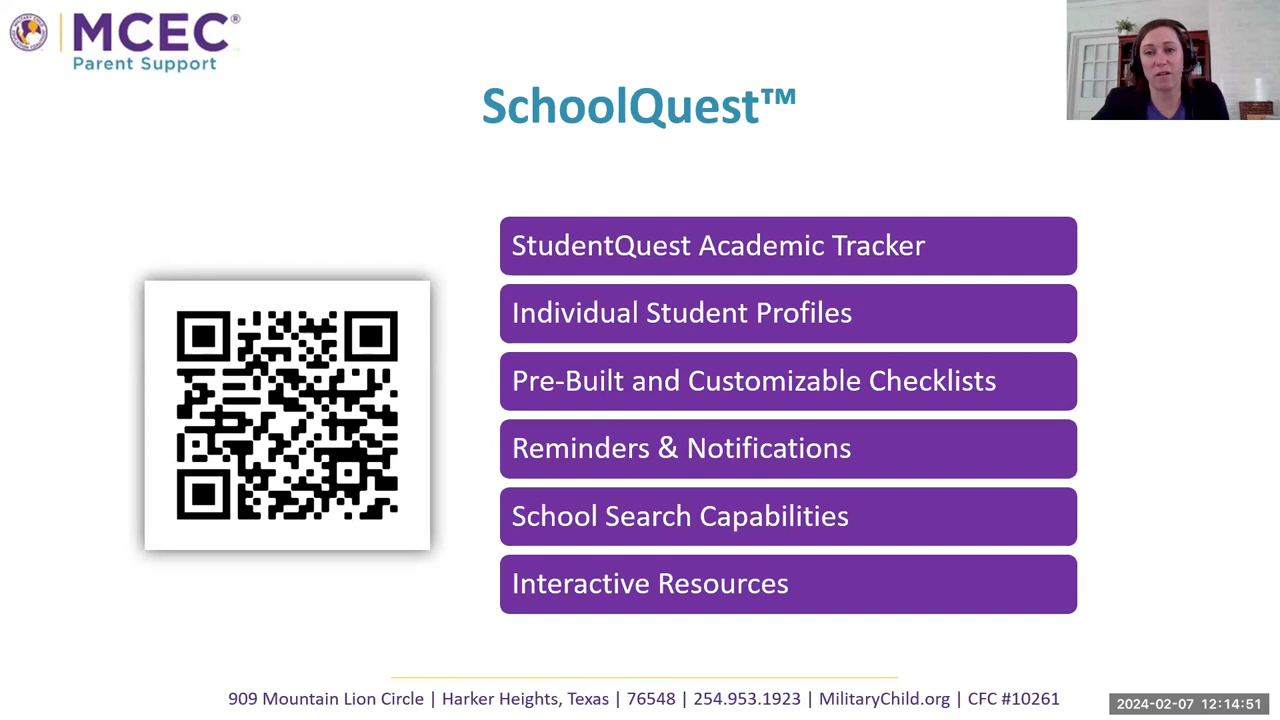 MCEC®
Parent Support
SchoolQuest™
StudentQuest Academic Tracker
Individual Student Profiles
Pre-Built and Customizable Checklists
Reminders & Notifications
School Search Capabilities
Interactive Resources
909 Mountain Lion Circle | Harker Heights, Texas | 76548 | 254.953.1923 | MilitaryChild.org | CFC #10261
2024-02-07 12:14:51